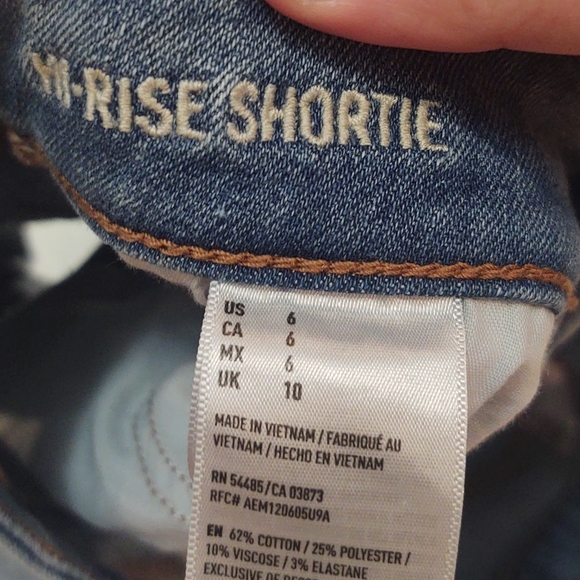 HI-RISE SHORTIE
US 6
CA 6
MX 6
UK 10
MADE IN VIETNAM / FABRIQUÉ AU
VIETNAM / HECHO EN VIETNAM
RN 54485/CA 03873
RFC# AEM120605U9A
EN 62% COTTON / 25% POLYESTER /
10% VISCOSE / 3% ELASTANE
EXCLUSIVE OF